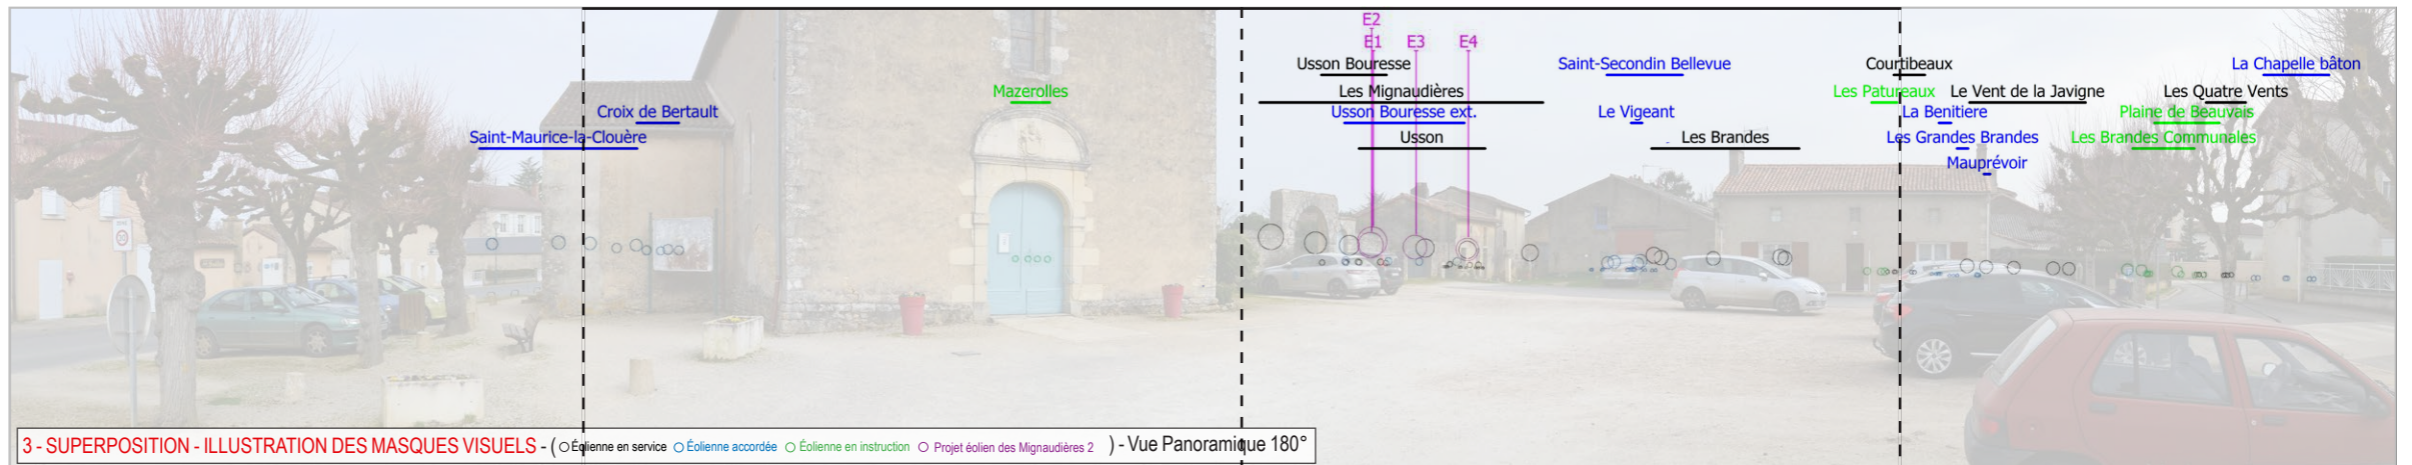 E2
E1 E3 E4
Usson Bouresse Saint-Secondin Bellevue Courtibeaux La Chapelle bâton
Mazerolles Les Mignaudières Les Patureaux Le Vent de la Javigne Les Quatre Vents
Croix de Bertault Usson Bouresse ext. Le Vigeant La Benitiere Plaine de Beauvais
Saint-Maurice-la-Clouère Usson Les Brandes Les Grandes Brandes Les Brandes Communales
Mauprévoir
30
3 - SUPERPOSITION - ILLUSTRATION DES MASQUES VISUELS - ( Éolienne en service Éolienne accordée Éolienne en instruction Projet éolien des Mignaudières 2 ) - Vue Panoramique 180°